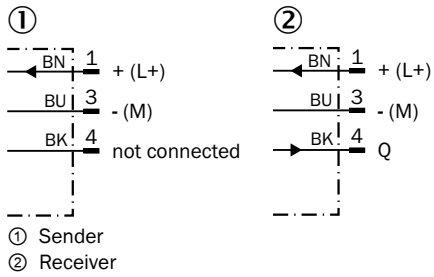 ① ②
BN 1 + (L+) BN 1 + (L+)
BU 3 - (M) BU 3 - (M)
BK 4 not connected BK 4 Q
① Sender
② Receiver